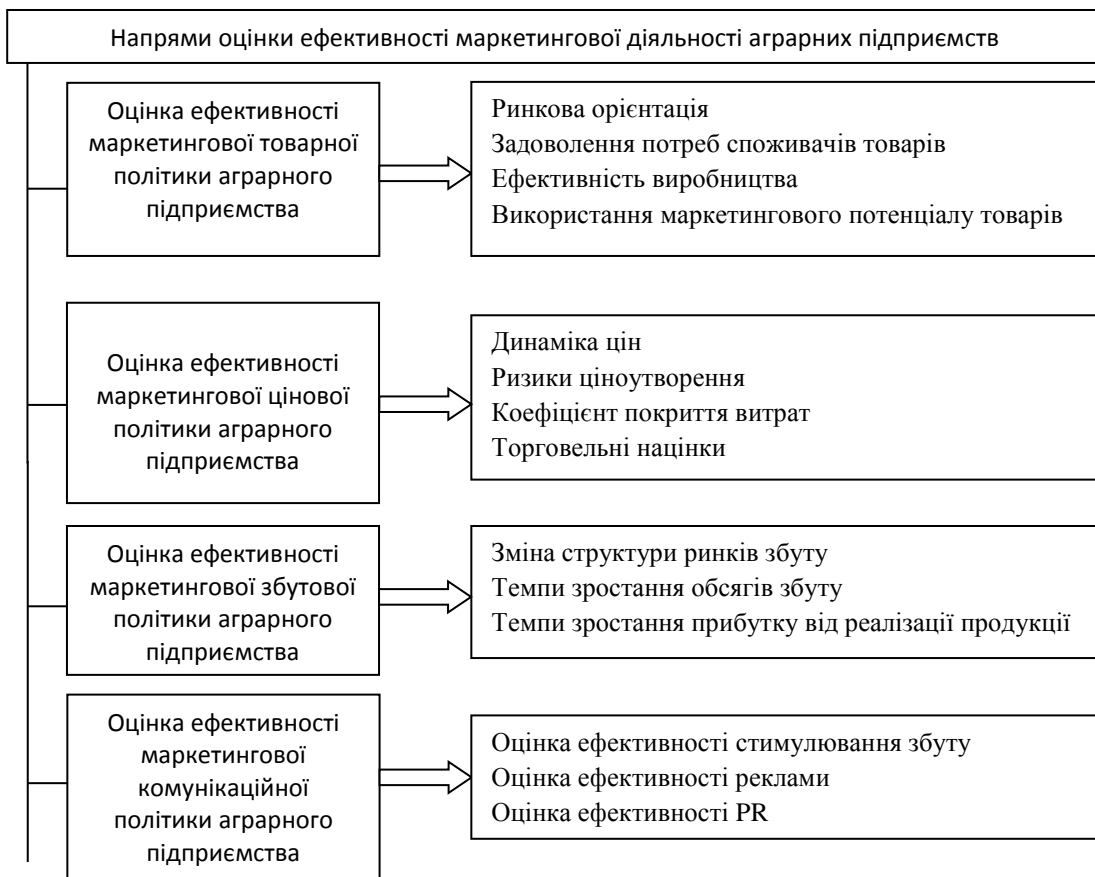 Напрями оцінки ефективності маркетингової діяльності аграрних підприємств
Оцінка ефективності
маркетингової товарної
політики аграрного
підприємства
Ринкова орієнтація
Задоволення потреб споживачів товарів
Ефективність виробництва
Використання маркетингового потенціалу товарів
Оцінка ефективності
маркетингової цінової
політики аграрного
підприємства
Динаміка цін
Ризики ціноутворення
Коефіцієнт покриття витрат
Торговельні націнки
Оцінка ефективності
маркетингової збутової
політики аграрного
підприємства
Зміна структури ринків збуту
Темпи зростання обсягів збуту
Темпи зростання прибутку від реалізації продукції
Оцінка ефективності
маркетингової
комунікаційної
політики аграрного
підприємства
Оцінка ефективності стимулювання збуту
Оцінка ефективності реклами
Оцінка ефективності PR